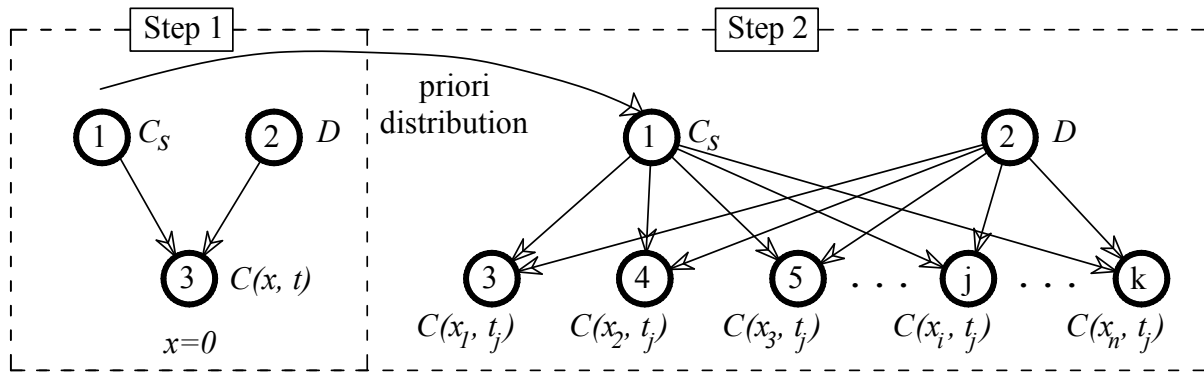 Step 1
Step 2
priori
distribution
1 C_S
2 D
3 C(x, t)
x=0
1 C_S
2 D
3 4 5 . . . j . . . k
C(x_1, t_j) C(x_2, t_j) C(x_3, t_j) C(x_i, t_j) C(x_n, t_j)